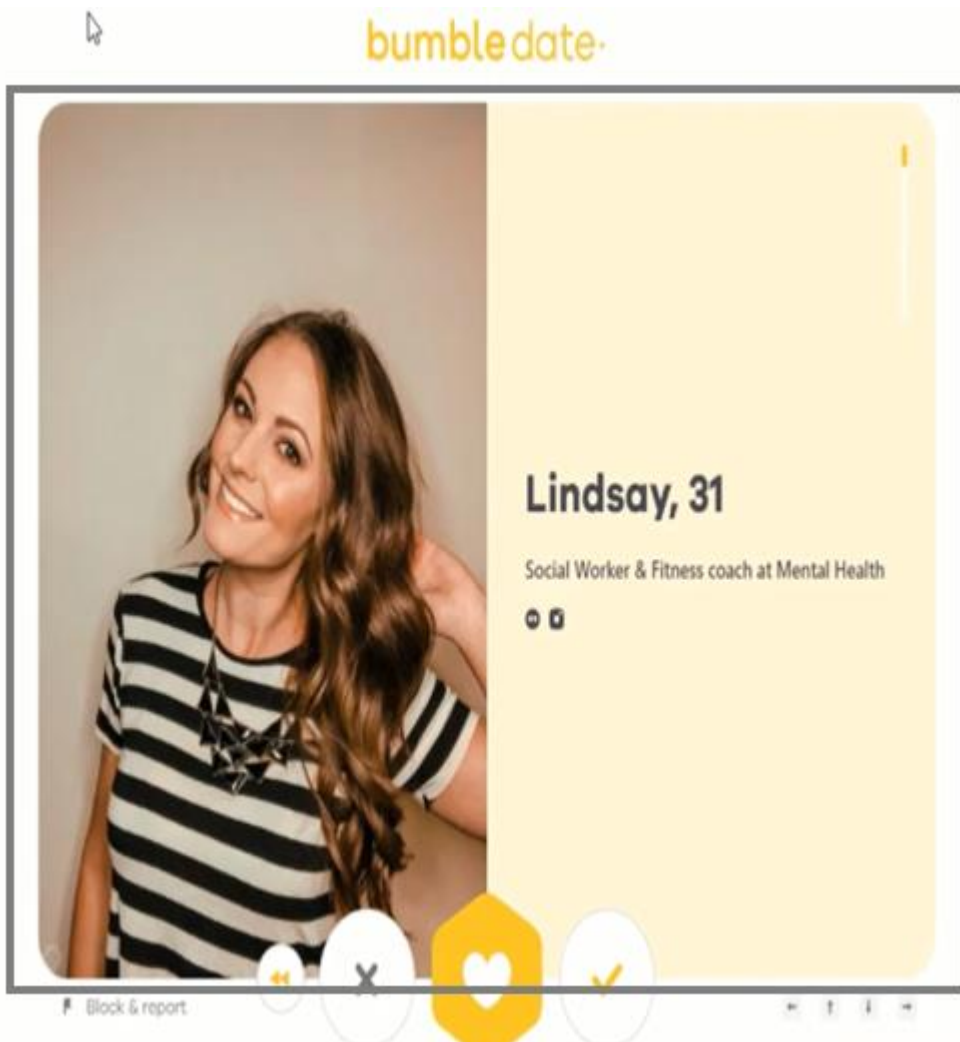 bumble date
Lindsay, 31
Social Worker & Fitness coach at Mental Health
Block & report